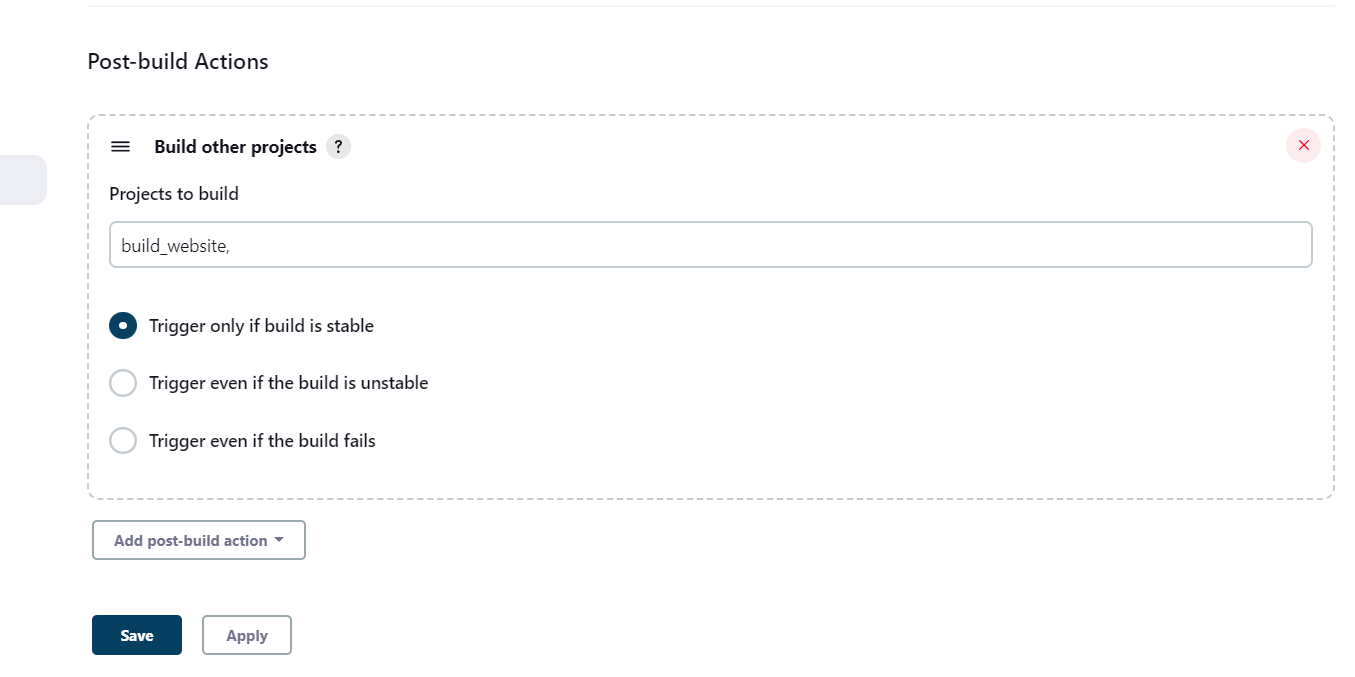 Post-build Actions
Build other projects ?
Projects to build
build_website,
Trigger only if build is stable
Trigger even if the build is unstable
Trigger even if the build fails
Add post-build action
Save Apply